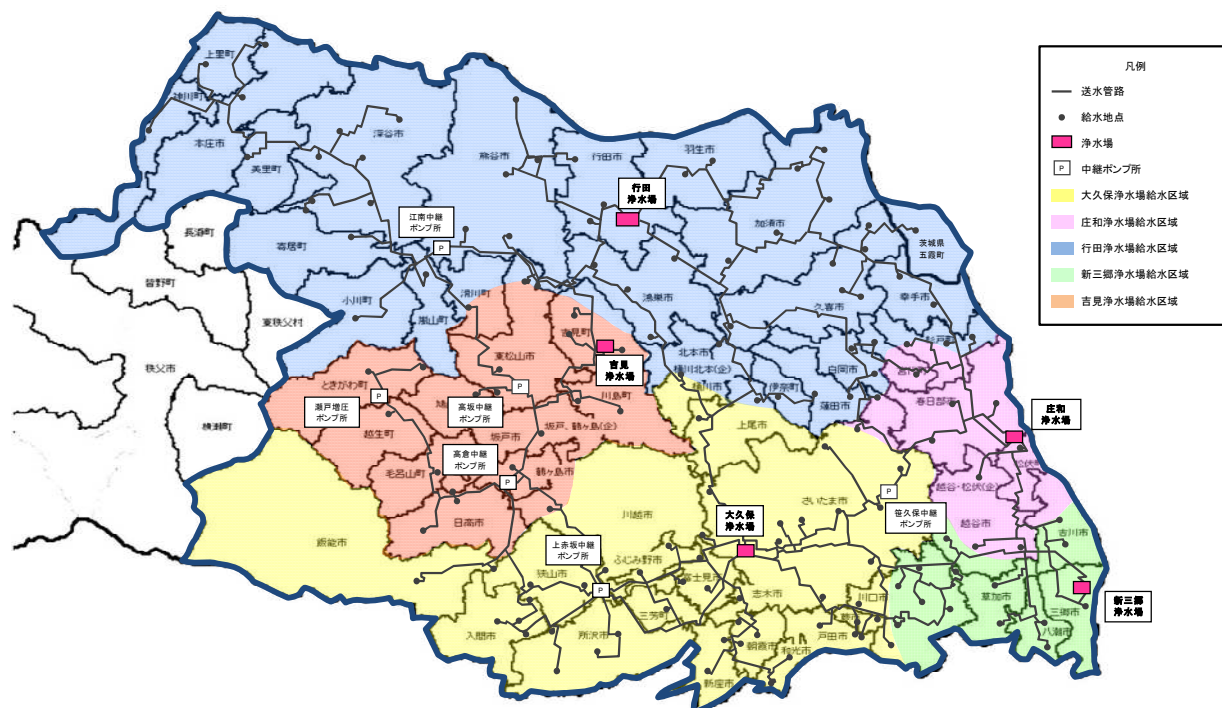 凡例
送水管路
給水地点
浄水場
P
中継ポンプ所
大久保浄水場給水区域
庄和浄水場給水区域
行田浄水場給水区域
新三郷浄水場給水区域
吉見浄水場給水区域
上里町
神川町
本庄市
美里町
深谷市
熊谷市
行田市
羽生市
行田
浄水場
加須市
茨城県
五霞町
長瀞町
寄居町
江南中継
ポンプ所
P
皆野町
小川町
嵐山町
滑川町
鴻巣市
久喜市
幸手市
東秩父村
吉見町
杉戸町
秩父市
東松山市
吉見
浄水場
北本市
桶川北本(企)
桶川市
伊奈町
白岡市
蓮田市
宮代町
春日部市
ときがわ町
P
瀬戸増圧
ポンプ所
鳩
高坂中継
ポンプ所
P
川島町
横瀬町
越生町
坂戸市
坂戸、鶴ヶ島(企)
上尾市
庄和
浄水場
松伏
毛呂山町
高倉中継
ポンプ所
P
鶴ヶ島市
越谷・松伏(企)
さいたま市
P
笹久保中継
ポンプ所
日高市
川越市
大久保
浄水場
越谷市
吉川市
飯能市
上赤坂中継
ポンプ所
P
ふじみ野市
狭山市
富士見市
志木市
川口市
草加市
三郷市
新三郷
浄水場
入間市
所沢市
三芳町
蕨市
戸田市
八潮市
朝霞市
和光市
新座市